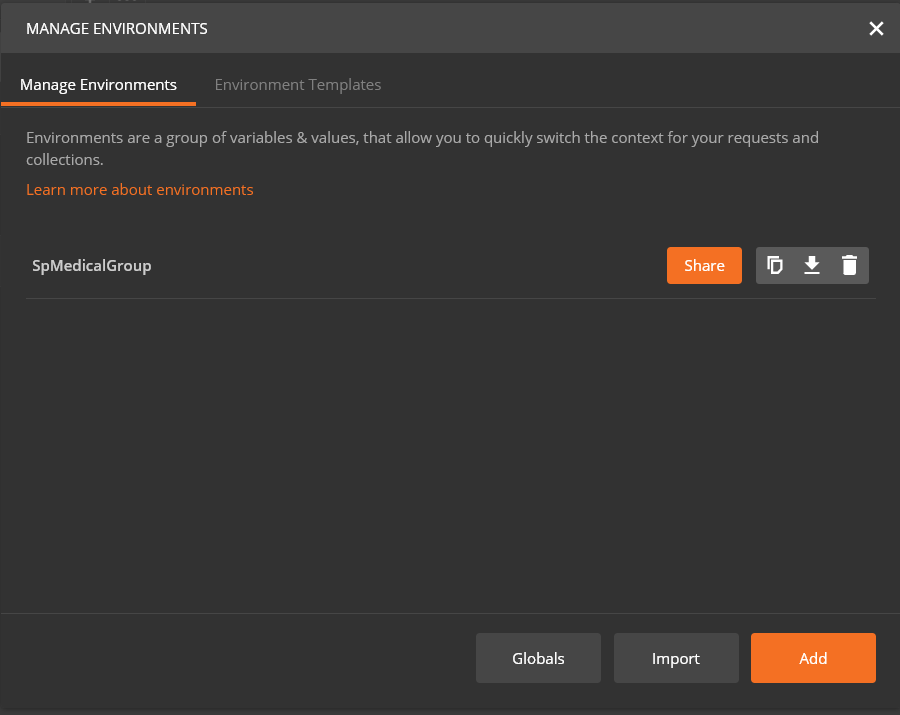 MANAGE ENVIRONMENTS
Manage Environments
Environment Templates
Environments are a group of variables & values, that allow you to quickly switch the context for your requests and
collections.
Learn more about environments
SpMedicalGroup
Share
Globals
Import
Add